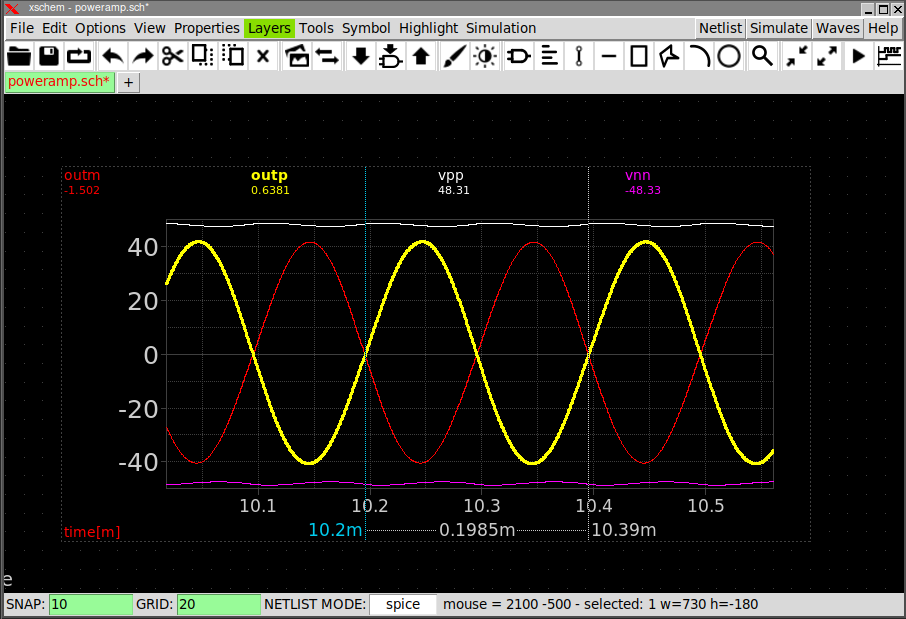 xschem - poweramp.sch*
File Edit Options View Properties Layers Tools Symbol Highlight Simulation Netlist Simulate Waves Help
poweramp.sch* +
outm outp vpp vnn
-1.502 0.6381 48.31 -48.33
40
20
0
-20
-40
10.1 10.2 10.3 10.4 10.5
time[m] 10.2m 0.1985m 10.39m
e
SNAP: 10 GRID: 20 NETLIST MODE: spice mouse = 2100 -500 - selected: 1 w=730 h=-180